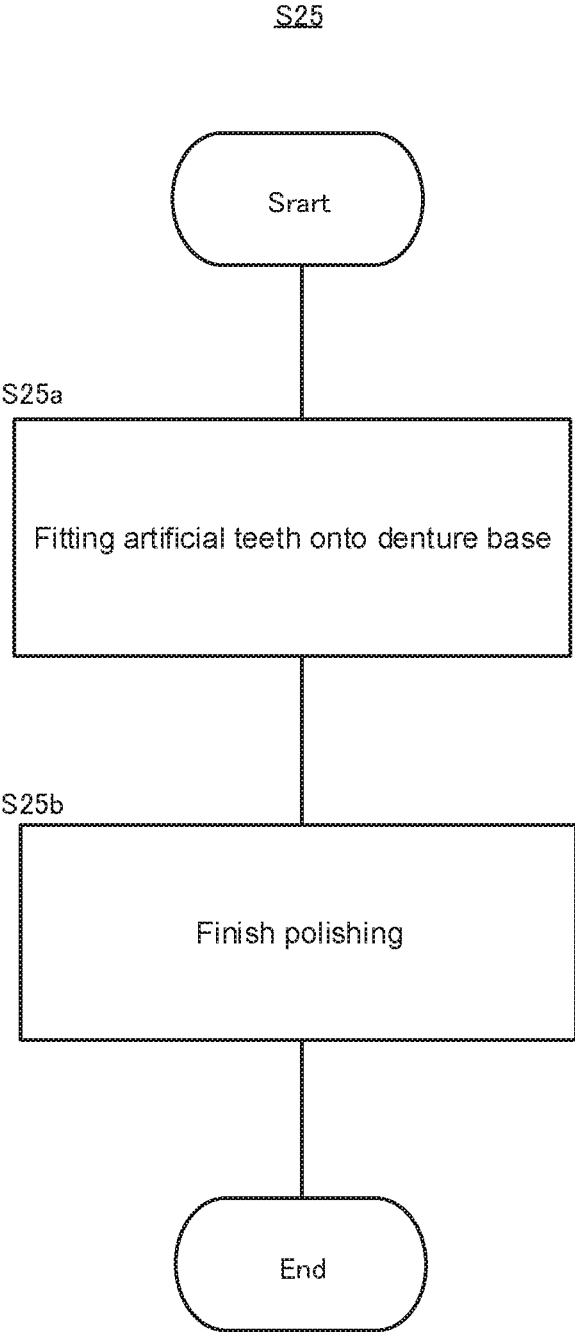 S25
Srart
S25a
Fitting artificial teeth onto denture base
S25b
Finish polishing
End